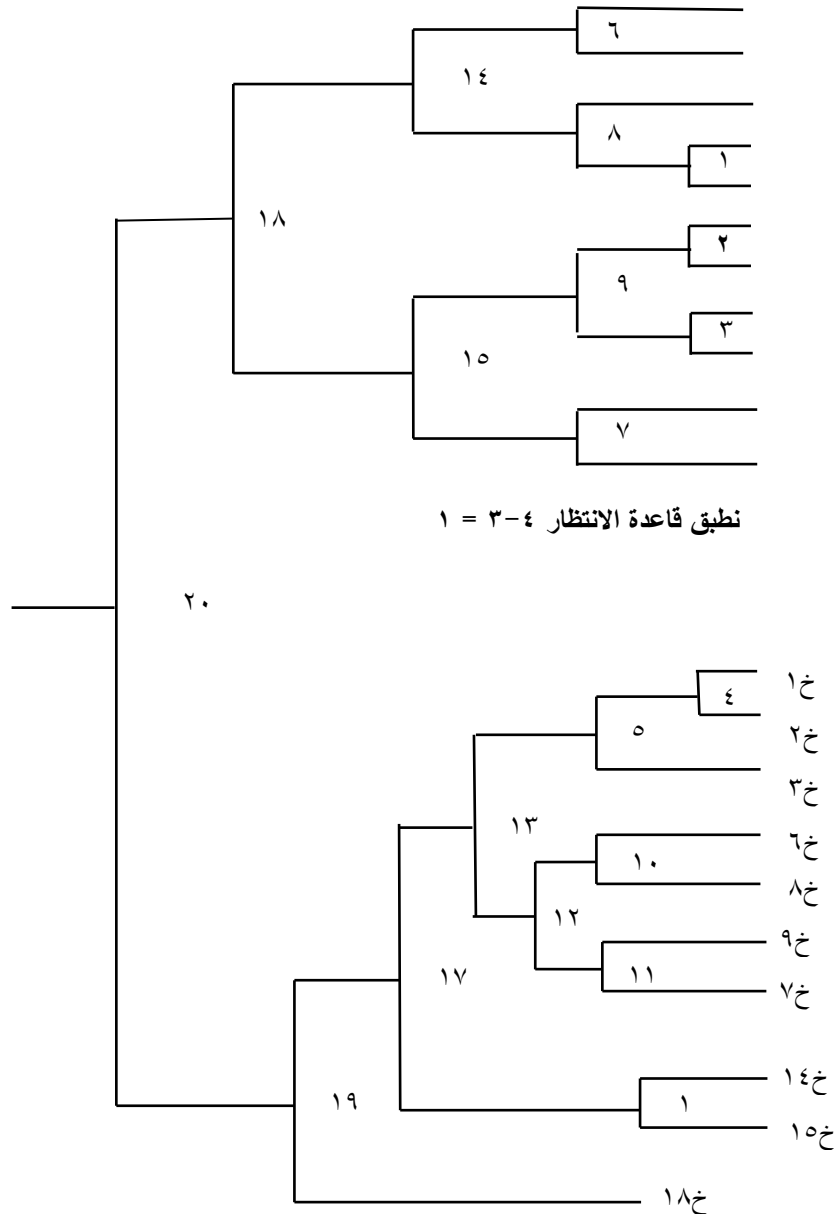 ٦
١٤
٨
١
١٨
٢
٩
٣
١٥
٧
نطبق قاعدة الانتظار ٤-٣ = ١
٢٠
خ١
٤
٥
خ٢
خ٣
١٣
خ٦
١٠
خ٨
١٢
خ٩
١٧
١١
خ٧
خ١٤
١٩
١
خ١٥
خ١٨